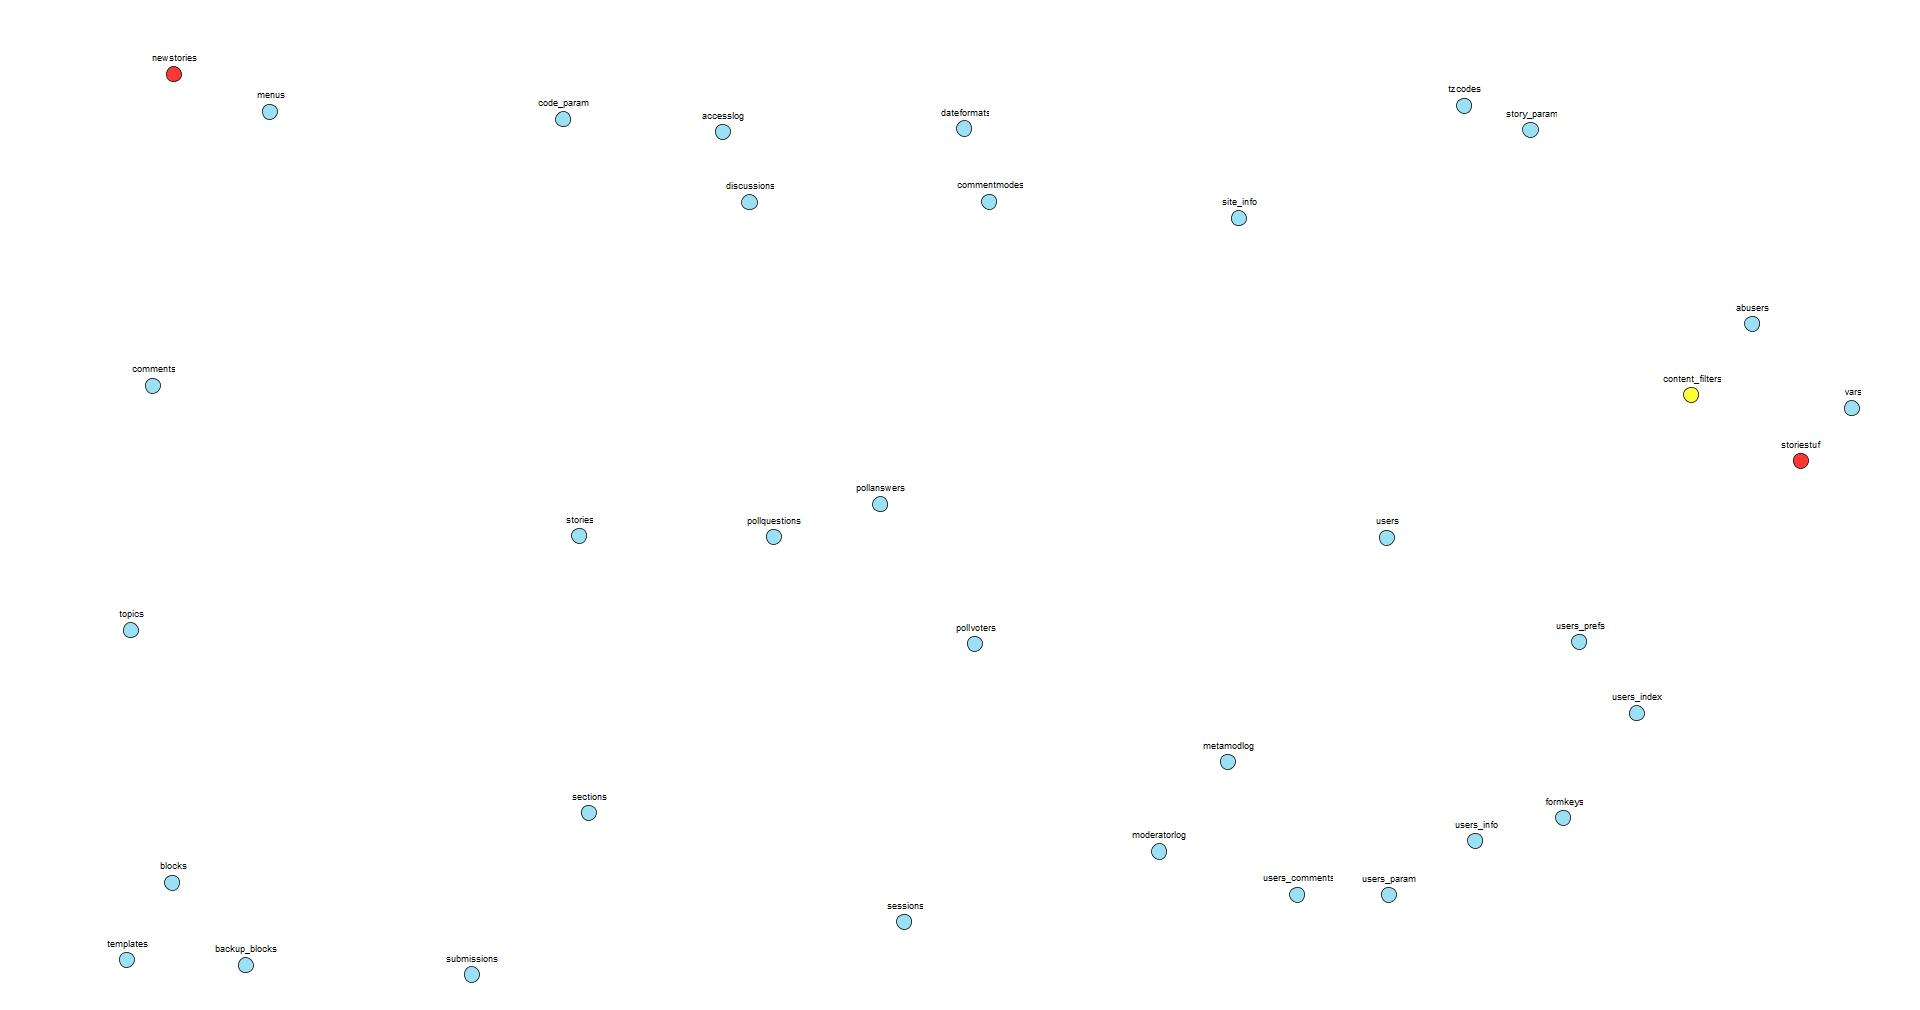 newstories
menus
code_param
accesslog
dateformats
tzcodes
story_param
discussions
commentmodes
site_info
abusers
comments
content_filters
vars
storiestuf
pollanswers
stories
pollquestions
users
topics
pollvoters
users_prefs
users_index
metamodlog
sections
formkeys
users_info
moderatorlog
blocks
users_comments
users_param
sessions
templates
backup_blocks
submissions